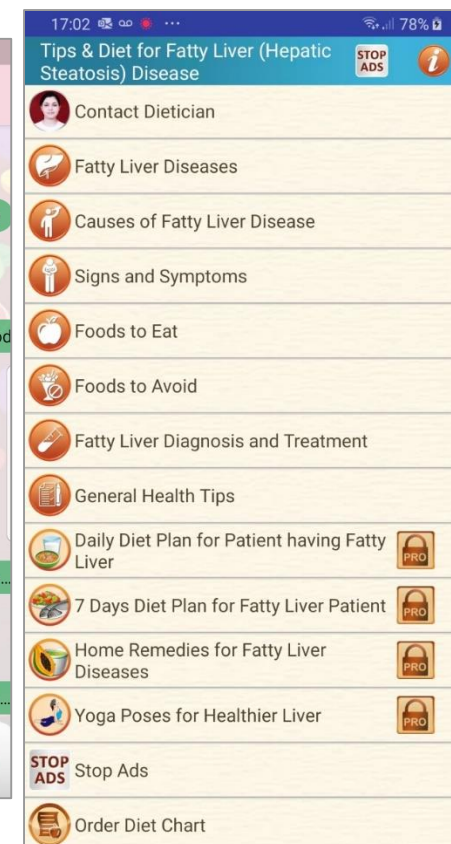 17:02 ... 78%
Tips & Diet for Fatty Liver (Hepatic
Steatosis) Disease
STOP
ADS
i
Contact Dietician
Fatty Liver Diseases
Causes of Fatty Liver Disease
Signs and Symptoms
Foods to Eat
od
Foods to Avoid
Fatty Liver Diagnosis and Treatment
General Health Tips
Daily Diet Plan for Patient having Fatty
Liver
PRO
...
7 Days Diet Plan for Fatty Liver Patient
PRO
Home Remedies for Fatty Liver
Diseases
PRO
Yoga Poses for Healthier Liver
PRO
...
STOP
ADS
Stop Ads
Order Diet Chart